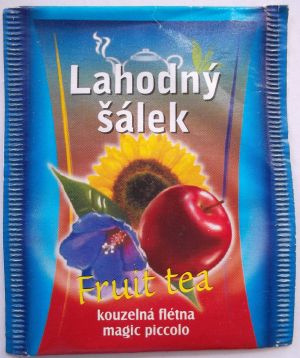 Lahodný
šálek
Fruit tea
kouzelná flétna
magic piccolo